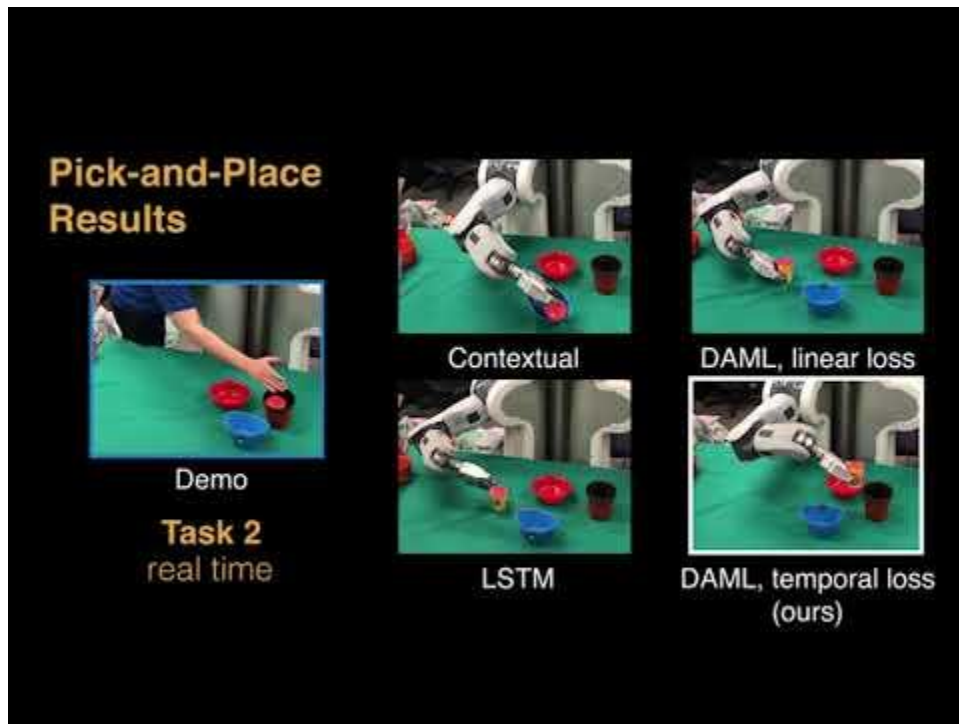 Pick-and-Place
Results
Demo
Task 2
real time
Contextual
DAML, linear loss
LSTM
DAML, temporal loss
(ours)